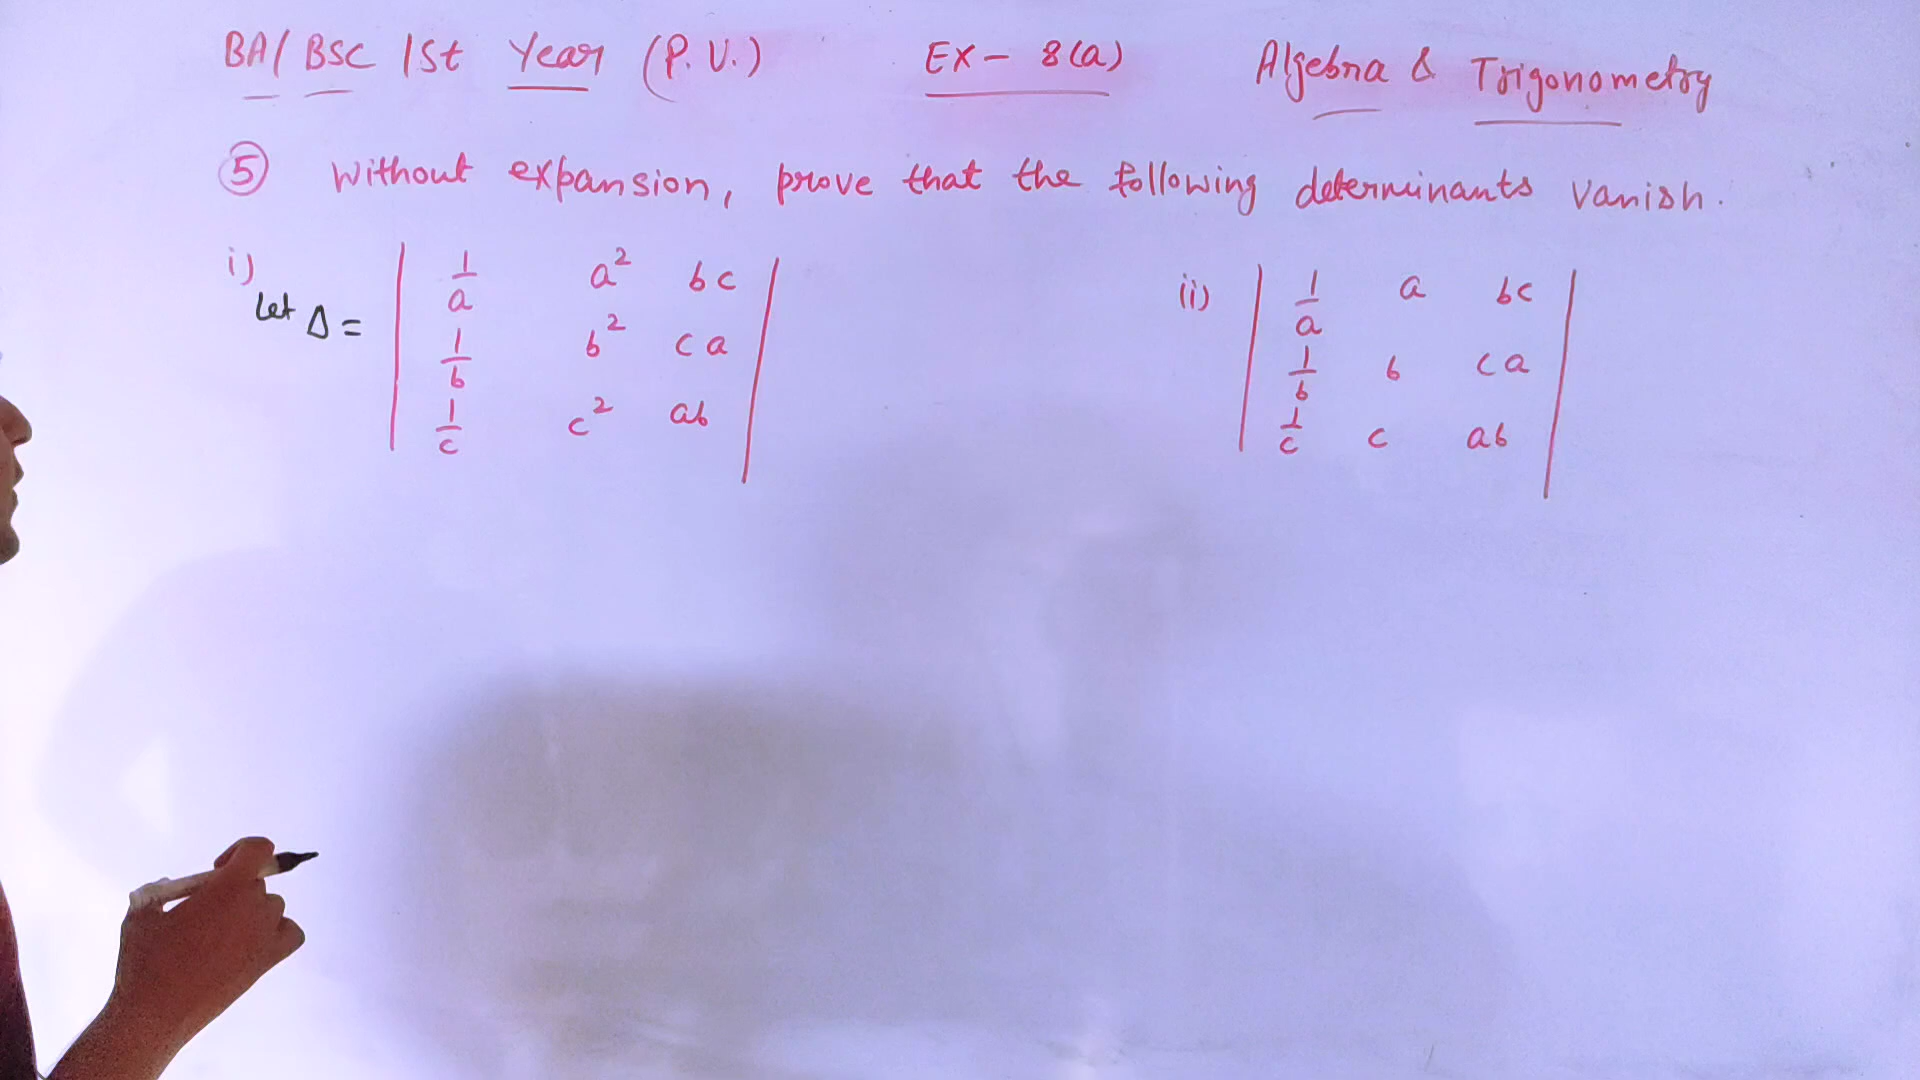 BA/BSC 1St Year (P.U.) EX- 8(a) Algebra & Trigonometry
⑤ Without expansion, prove that the following determinants vanish.
i) Let Δ = | 1/a a² bc |
| 1/b b² ca |
| 1/c c² ab |
ii) | 1/a a bc |
| 1/b b ca |
| 1/c c ab |